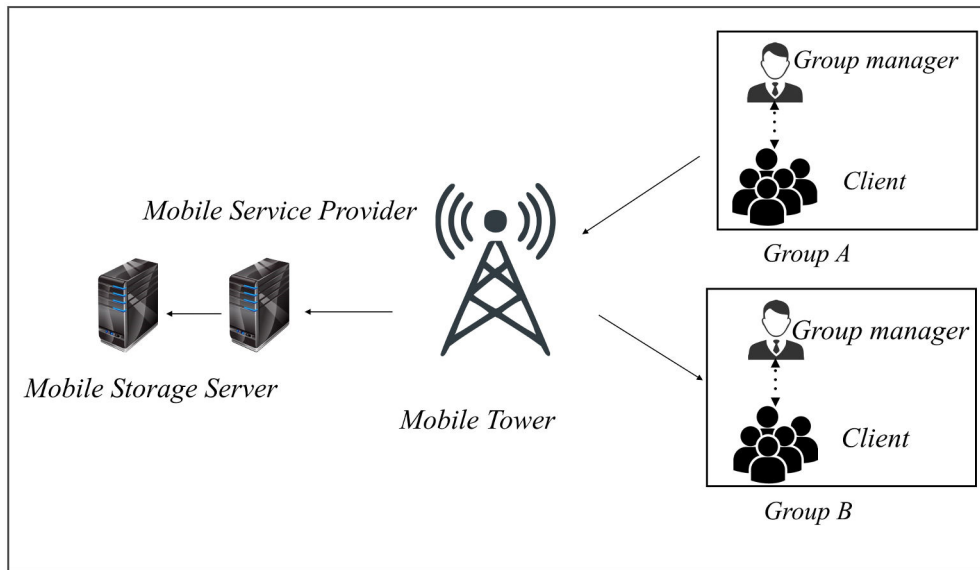 Group manager
Client
Group A
Mobile Service Provider
Mobile Storage Server
Mobile Tower
Group manager
Client
Group B